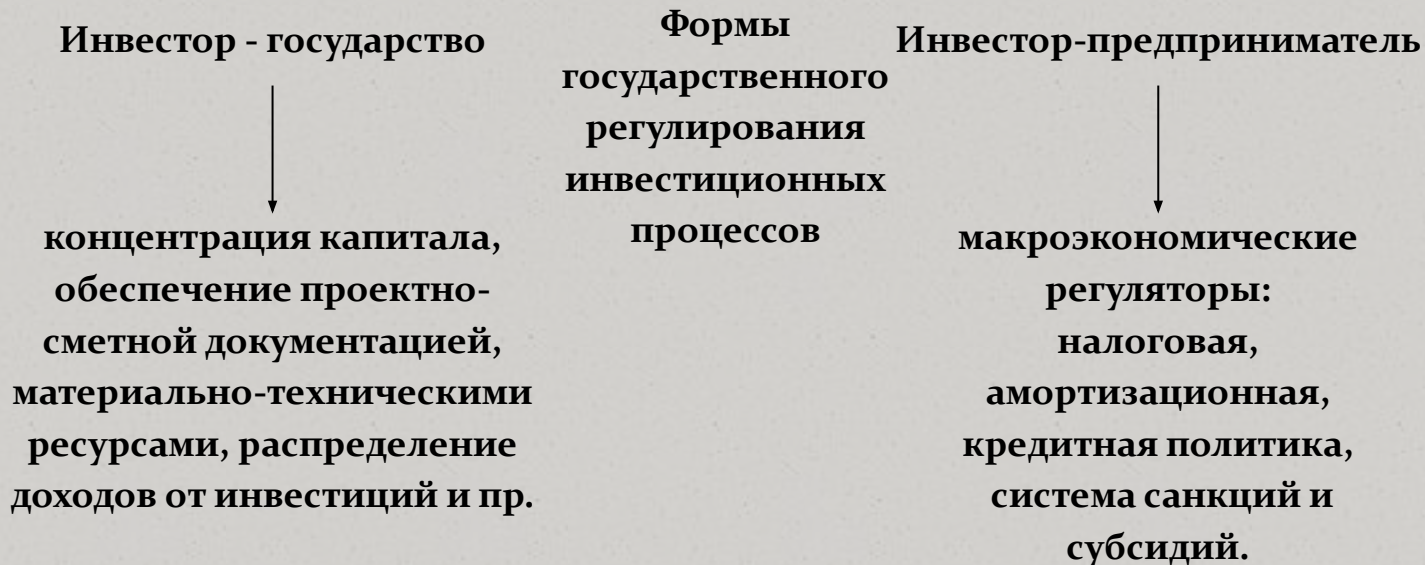 Инвестор - государство
концентрация капитала,
обеспечение проектно-
сметной документацией,
материально-техническими
ресурсами, распределение
доходов от инвестиций и пр.
Формы
государственного
регулирования
инвестиционных
процессов
Инвестор-предприниматель
макроэкономические
регуляторы:
налоговая,
амортизационная,
кредитная политика,
система санкций и
субсидий.